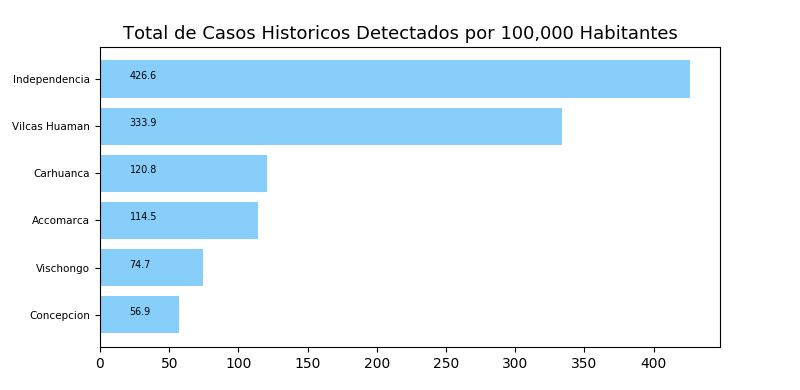 Total de Casos Historicos Detectados por 100,000 Habitantes
Independencia 426.6
Vilcas Huaman 333.9
Carhuanca 120.8
Accomarca 114.5
Vischongo 74.7
Concepcion 56.9
0 50 100 150 200 250 300 350 400